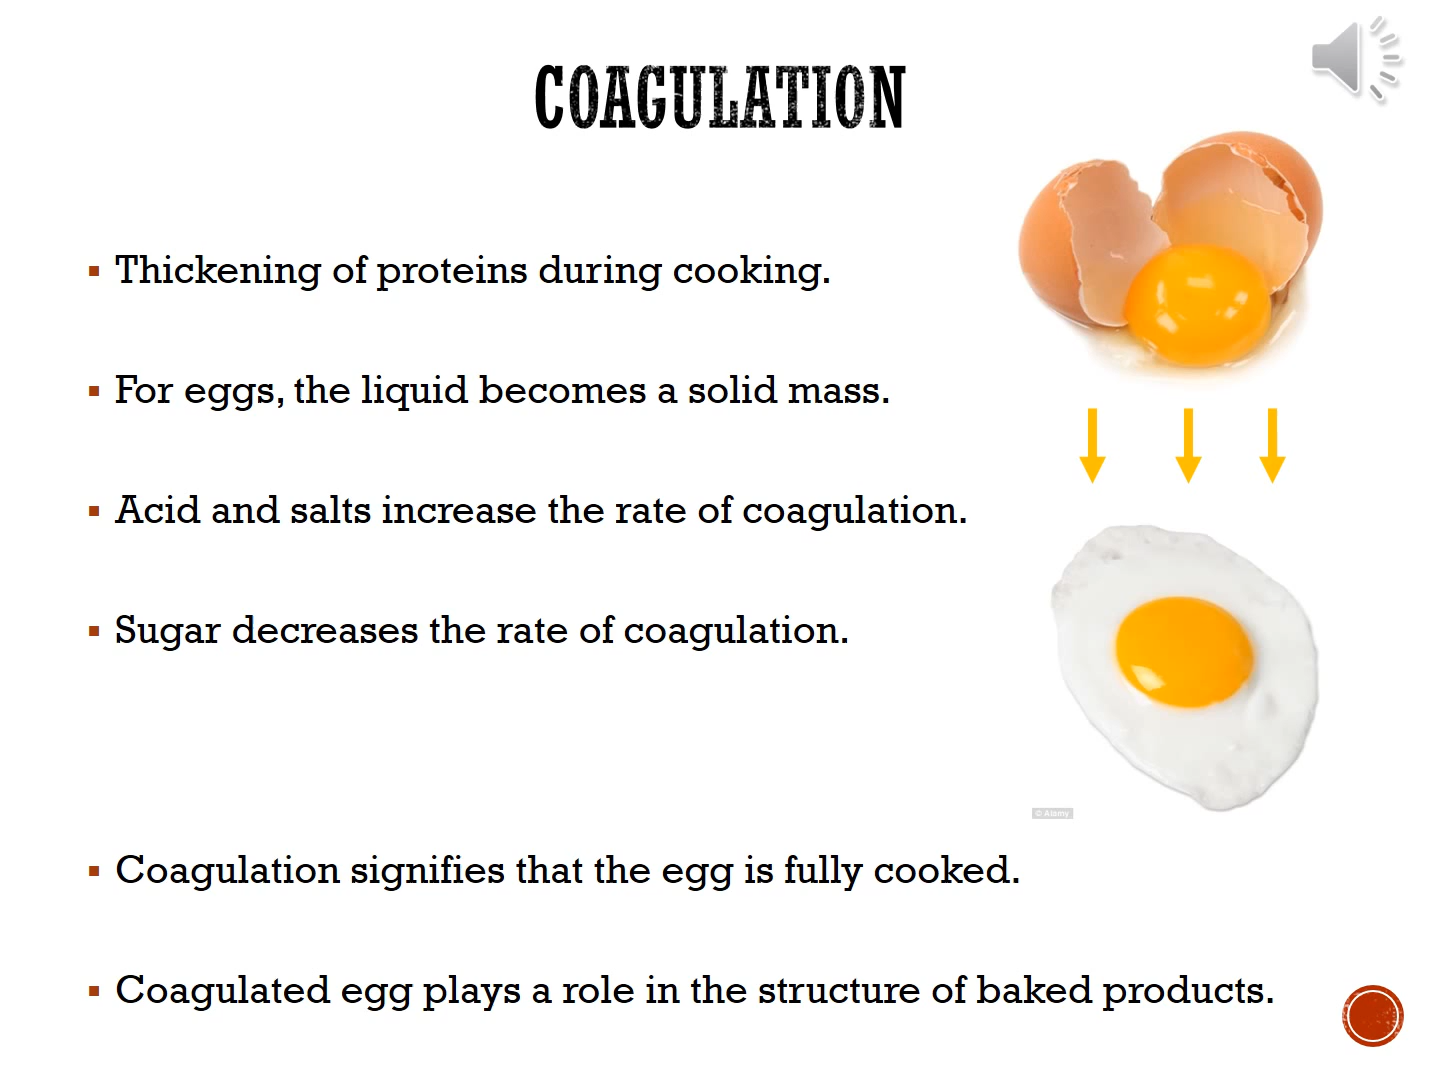 COAGULATION
Thickening of proteins during cooking.
For eggs, the liquid becomes a solid mass.
Acid and salts increase the rate of coagulation.
Sugar decreases the rate of coagulation.
© Alamy
Coagulation signifies that the egg is fully cooked.
Coagulated egg plays a role in the structure of baked products.